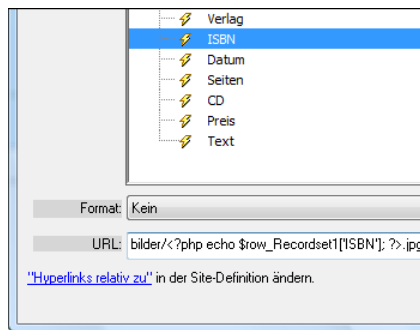 Verlag
ISBN
Datum
Seiten
CD
Preis
Text
Format: Kein
URL: bilder/<?php echo $row_Recordset1['ISBN']; ?>.jpg
"Hyperlinks relativ zu" in der Site-Definition ändern.